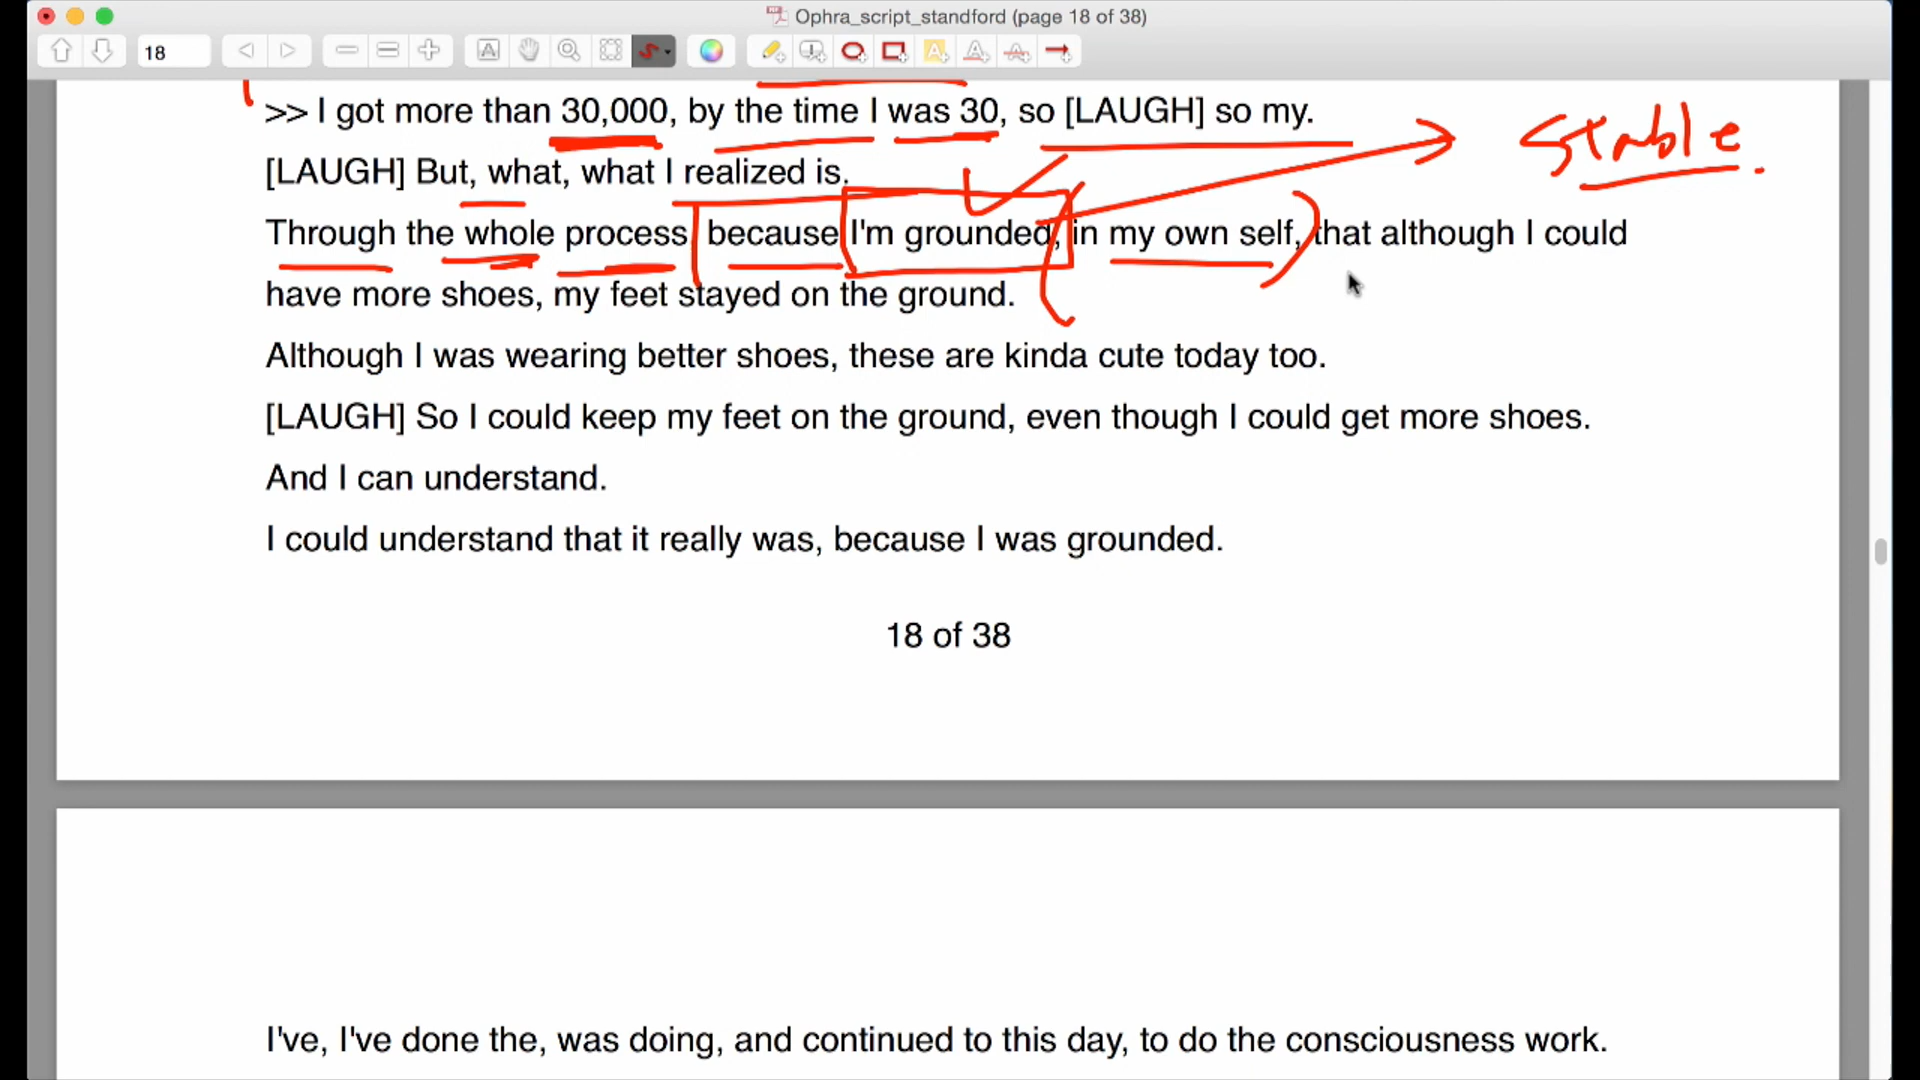 Ophra_script_standford (page 18 of 38)
18
>> I got more than 30,000, by the time I was 30, so [LAUGH] so my.
Stable.
[LAUGH] But, what, what I realized is.
Through the whole process because I'm grounded, in my own self, that although I could
have more shoes, my feet stayed on the ground.
Although I was wearing better shoes, these are kinda cute today too.
[LAUGH] So I could keep my feet on the ground, even though I could get more shoes.
And I can understand.
I could understand that it really was, because I was grounded.
18 of 38
I've, I've done the, was doing, and continued to this day, to do the consciousness work.